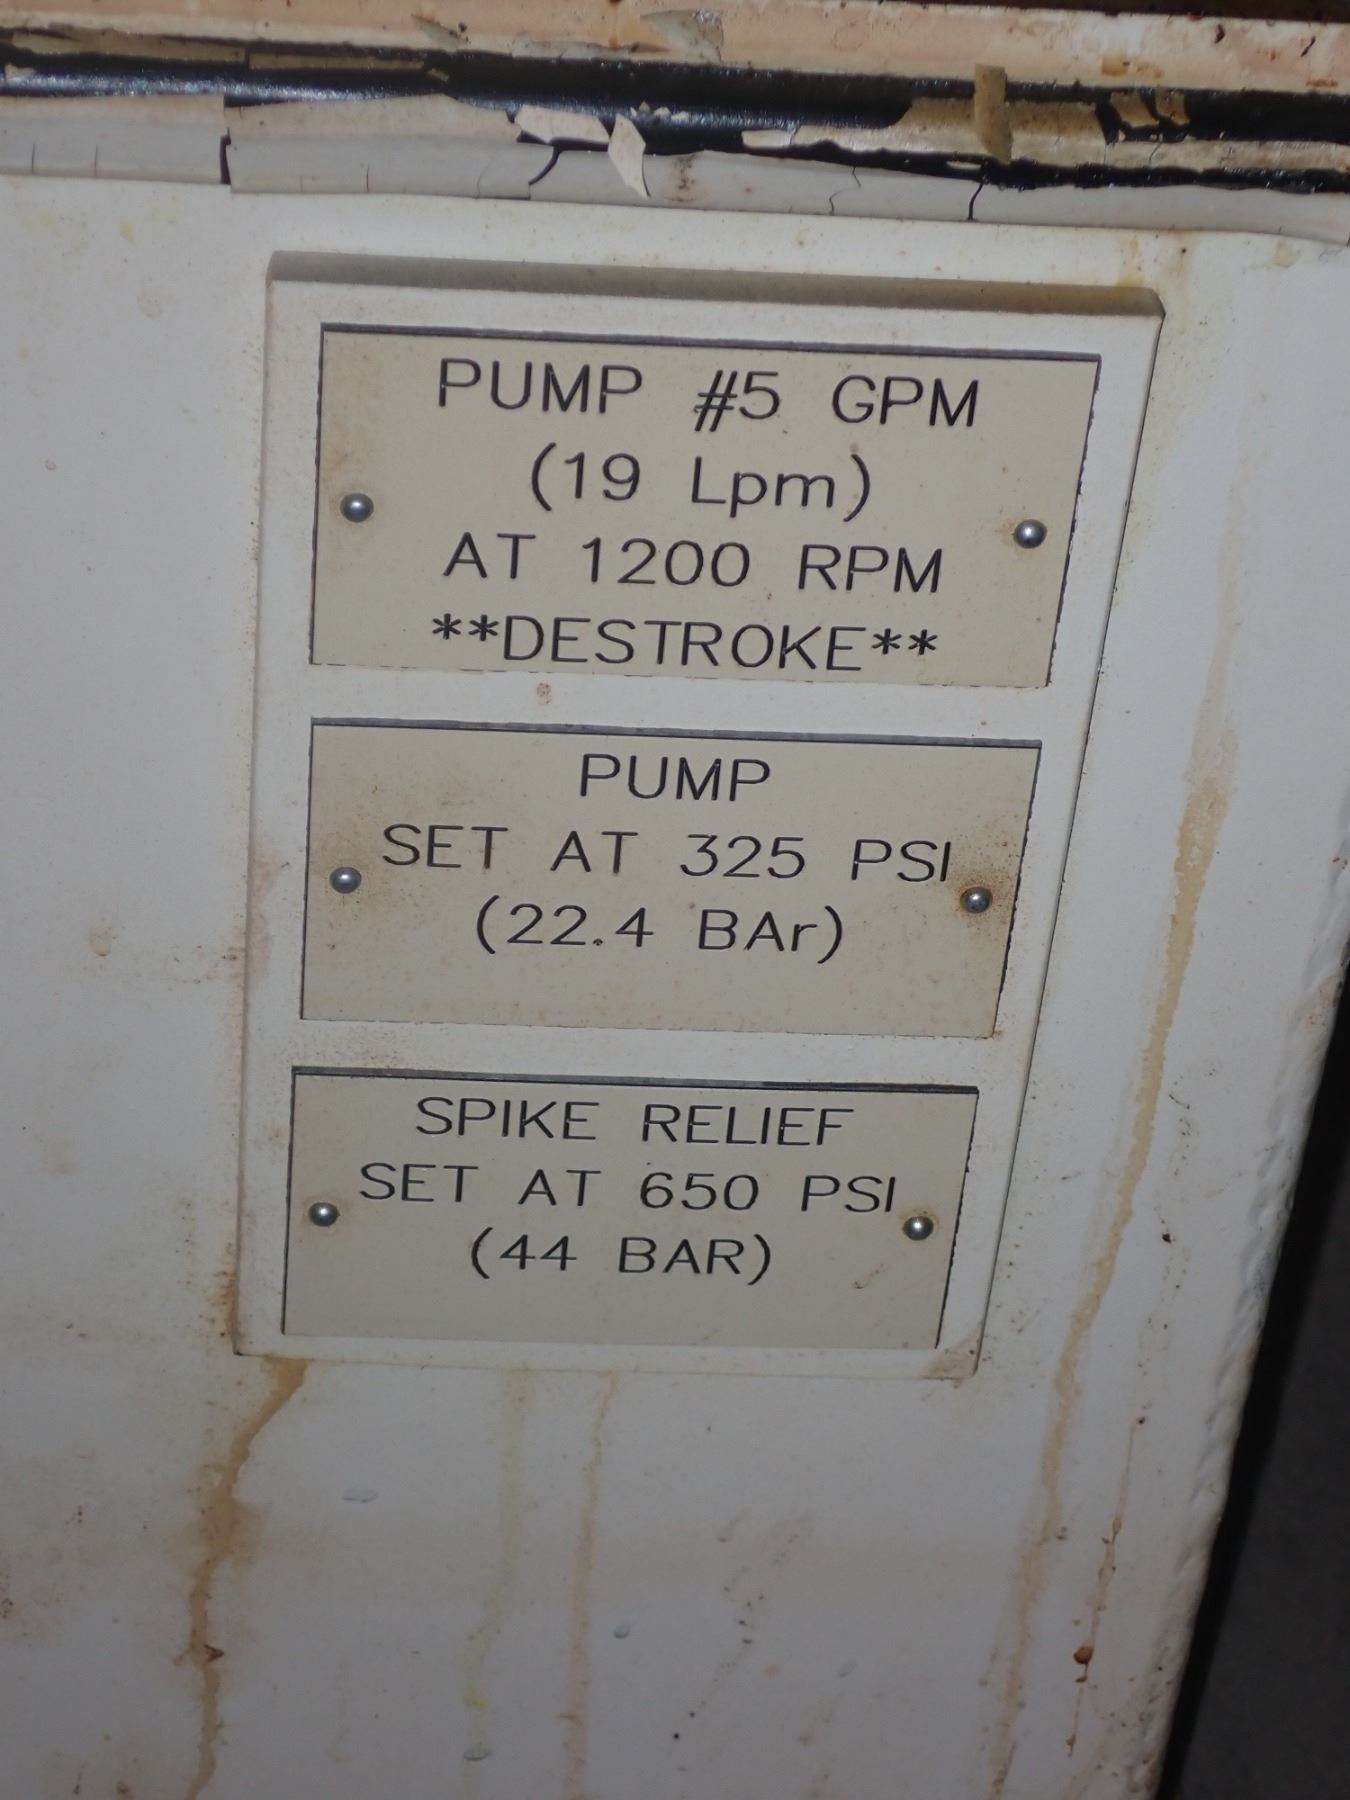 PUMP #5 GPM
(19 Lpm)
AT 1200 RPM
**DESTROKE**
PUMP
SET AT 325 PSI
(22.4 BAr)
SPIKE RELIEF
SET AT 650 PSI
(44 BAR)